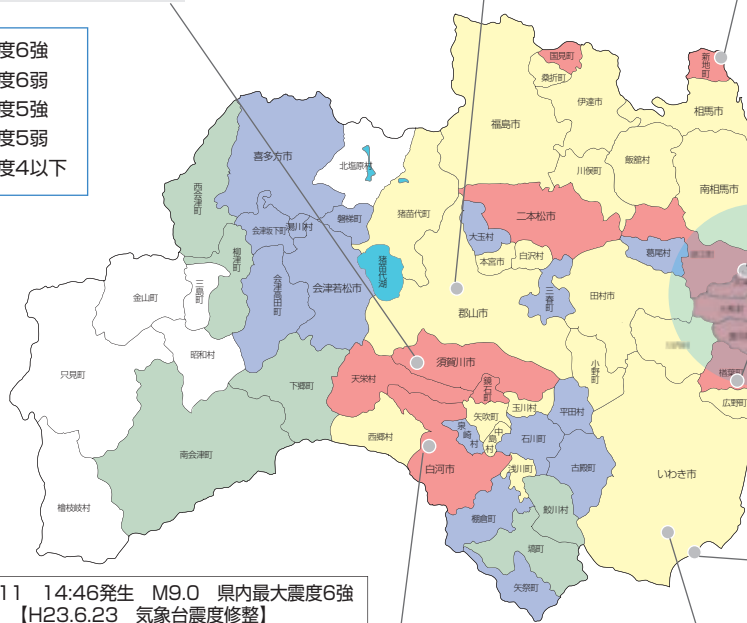 度6強
度6弱
度5強
度5弱
度4以下
国見町
桑折町
新地町
伊達市
相馬市
福島市
喜多方市
北塩原村
川俣町
飯舘村
南相馬市
西会津町
磐梯町
猪苗代町
二本松市
会津坂下町
湯川村
大玉村
柳津町
本宮市
白沢村
葛尾村
猪苗代湖
三島町
会津高田町
会津若松市
三春町
田村市
金山町
郡山市
昭和村
只見町
下郷町
天栄村
須賀川市
小野町
楢葉町
鏡石町
広野町
矢吹町
玉川村
平田村
泉崎村
中島村
石川町
西郷村
南会津町
白河市
浅川町
古殿町
いわき市
檜枝岐村
棚倉町
鮫川村
塙町
矢祭町
11 14:46発生 M9.0 県内最大震度6強
【H23.6.23 気象台震度修整】